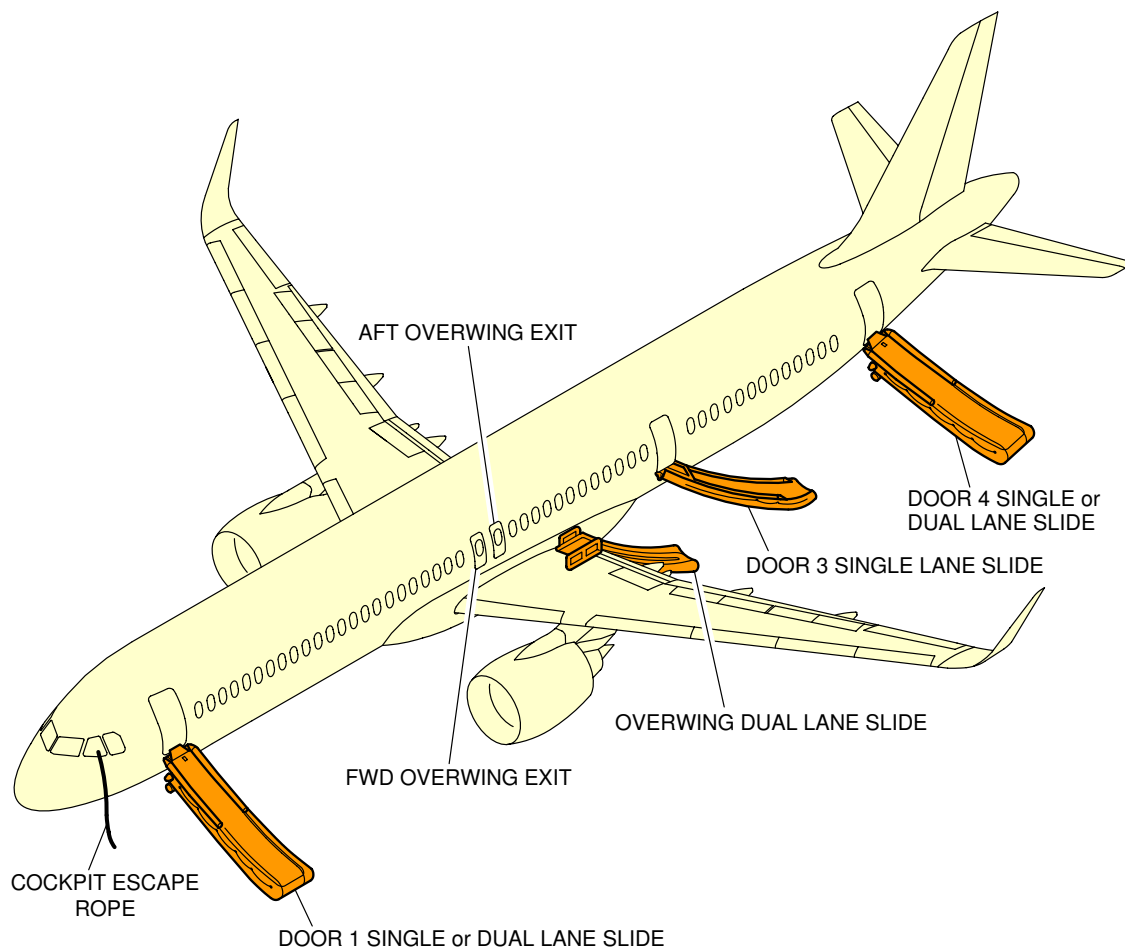 AFT OVERWING EXIT
DOOR 4 SINGLE or
DUAL LANE SLIDE
DOOR 3 SINGLE LANE SLIDE
OVERWING DUAL LANE SLIDE
FWD OVERWING EXIT
COCKPIT ESCAPE
ROPE
DOOR 1 SINGLE or DUAL LANE SLIDE